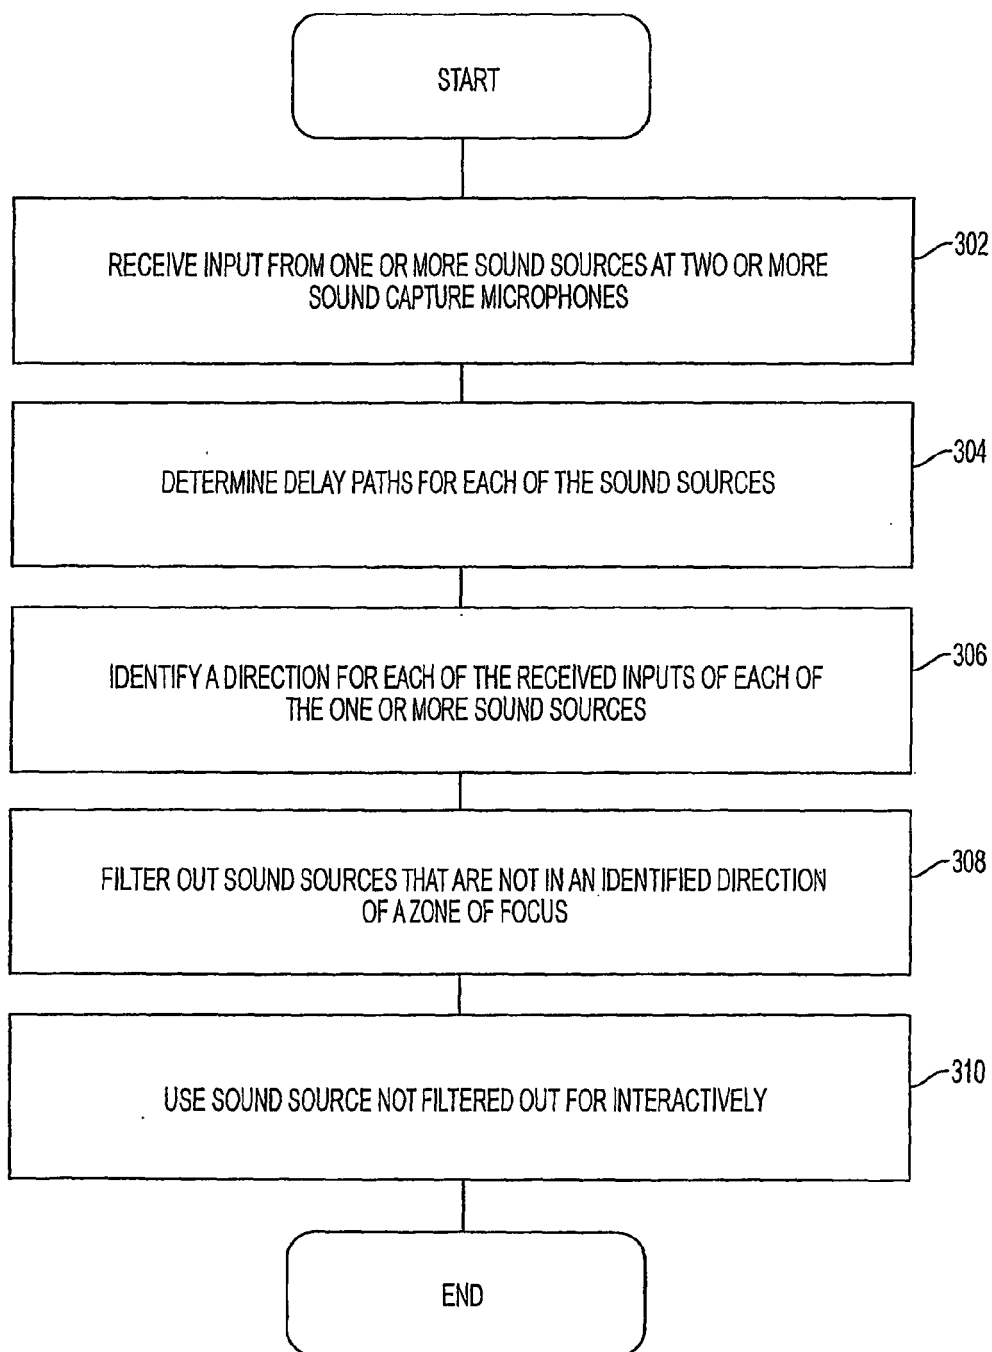 START
RECEIVE INPUT FROM ONE OR MORE SOUND SOURCES AT TWO OR MORE
SOUND CAPTURE MICROPHONES
302
DETERMINE DELAY PATHS FOR EACH OF THE SOUND SOURCES
304
IDENTIFY A DIRECTION FOR EACH OF THE RECEIVED INPUTS OF EACH OF
THE ONE OR MORE SOUND SOURCES
306
FILTER OUT SOUND SOURCES THAT ARE NOT IN AN IDENTIFIED DIRECTION
OF A ZONE OF FOCUS
308
USE SOUND SOURCE NOT FILTERED OUT FOR INTERACTIVELY
310
END